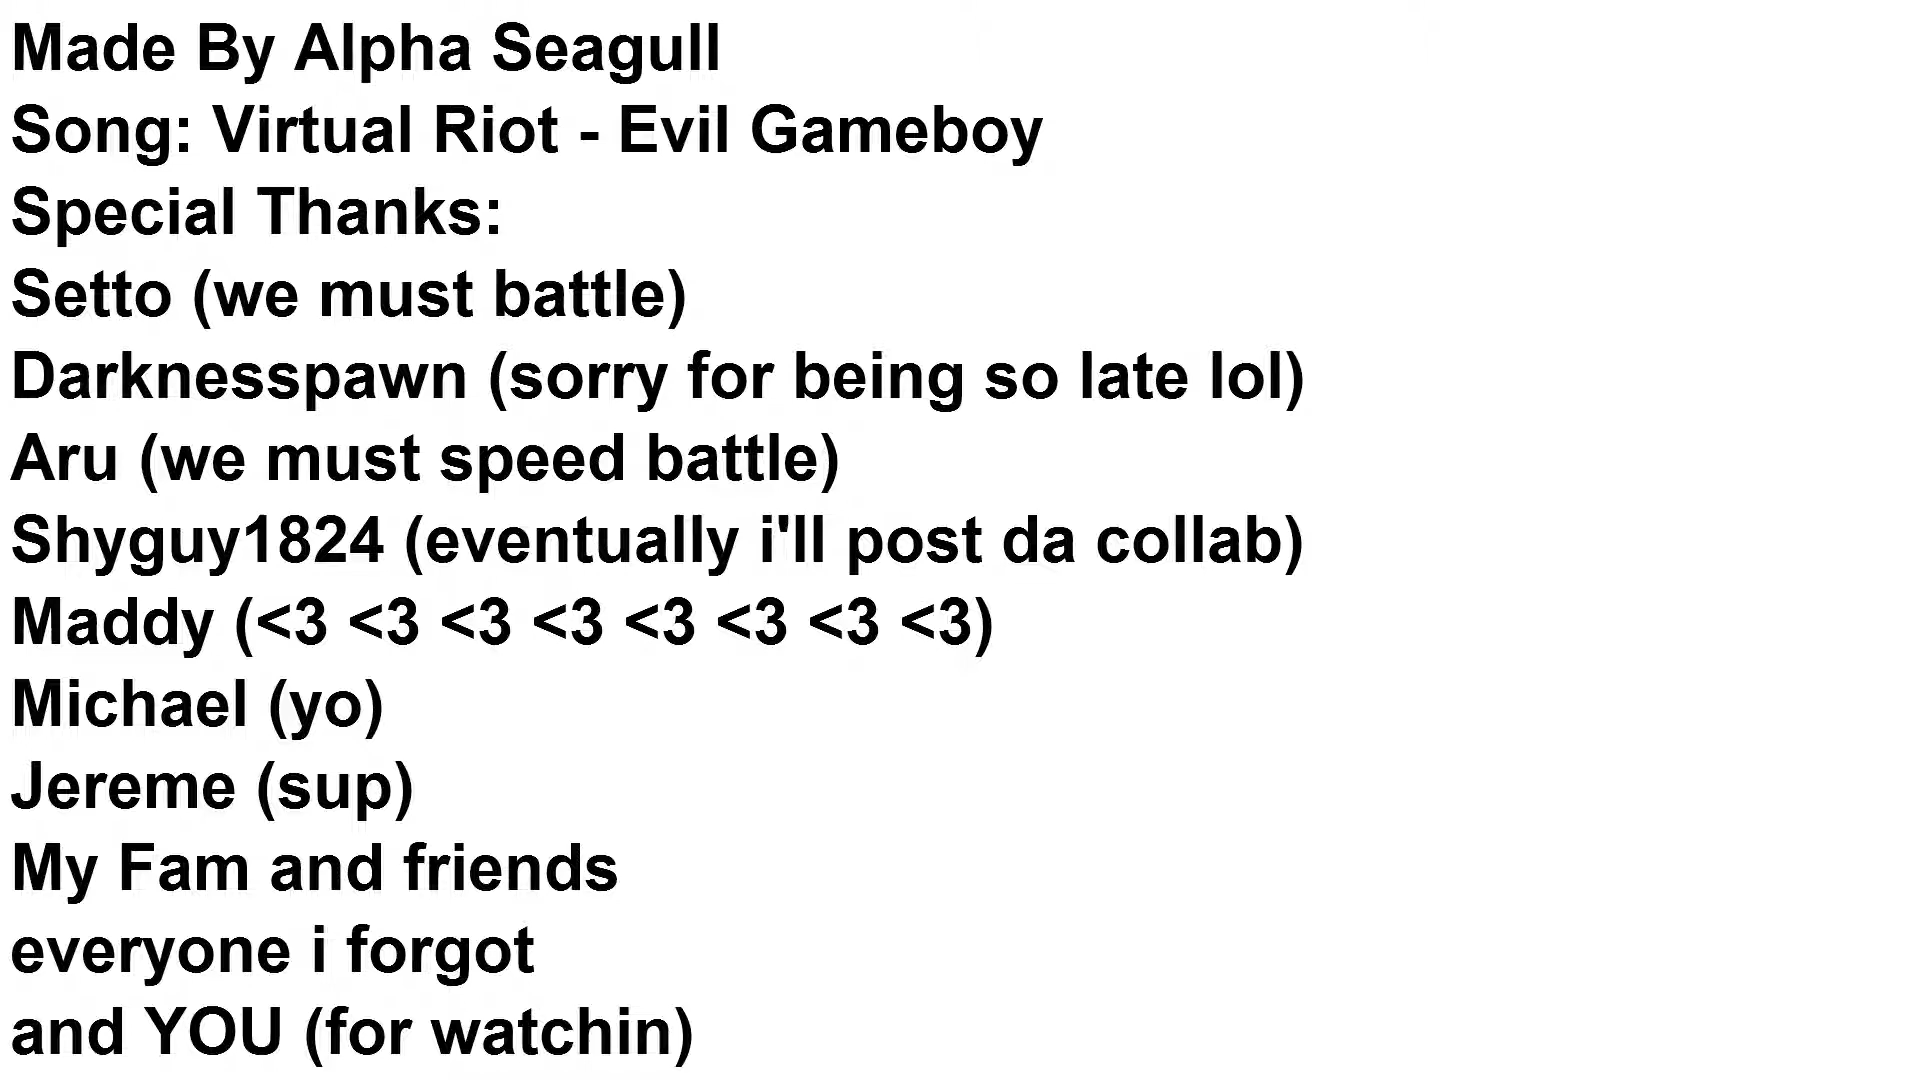 Made By Alpha Seagull
Song: Virtual Riot - Evil Gameboy
Special Thanks:
Setto (we must battle)
Darknesspawn (sorry for being so late lol)
Aru (we must speed battle)
Shyguy1824 (eventually i'll post da collab)
Maddy (<3 <3 <3 <3 <3 <3 <3 <3)
Michael (yo)
Jereme (sup)
My Fam and friends
everyone i forgot
and YOU (for watchin)